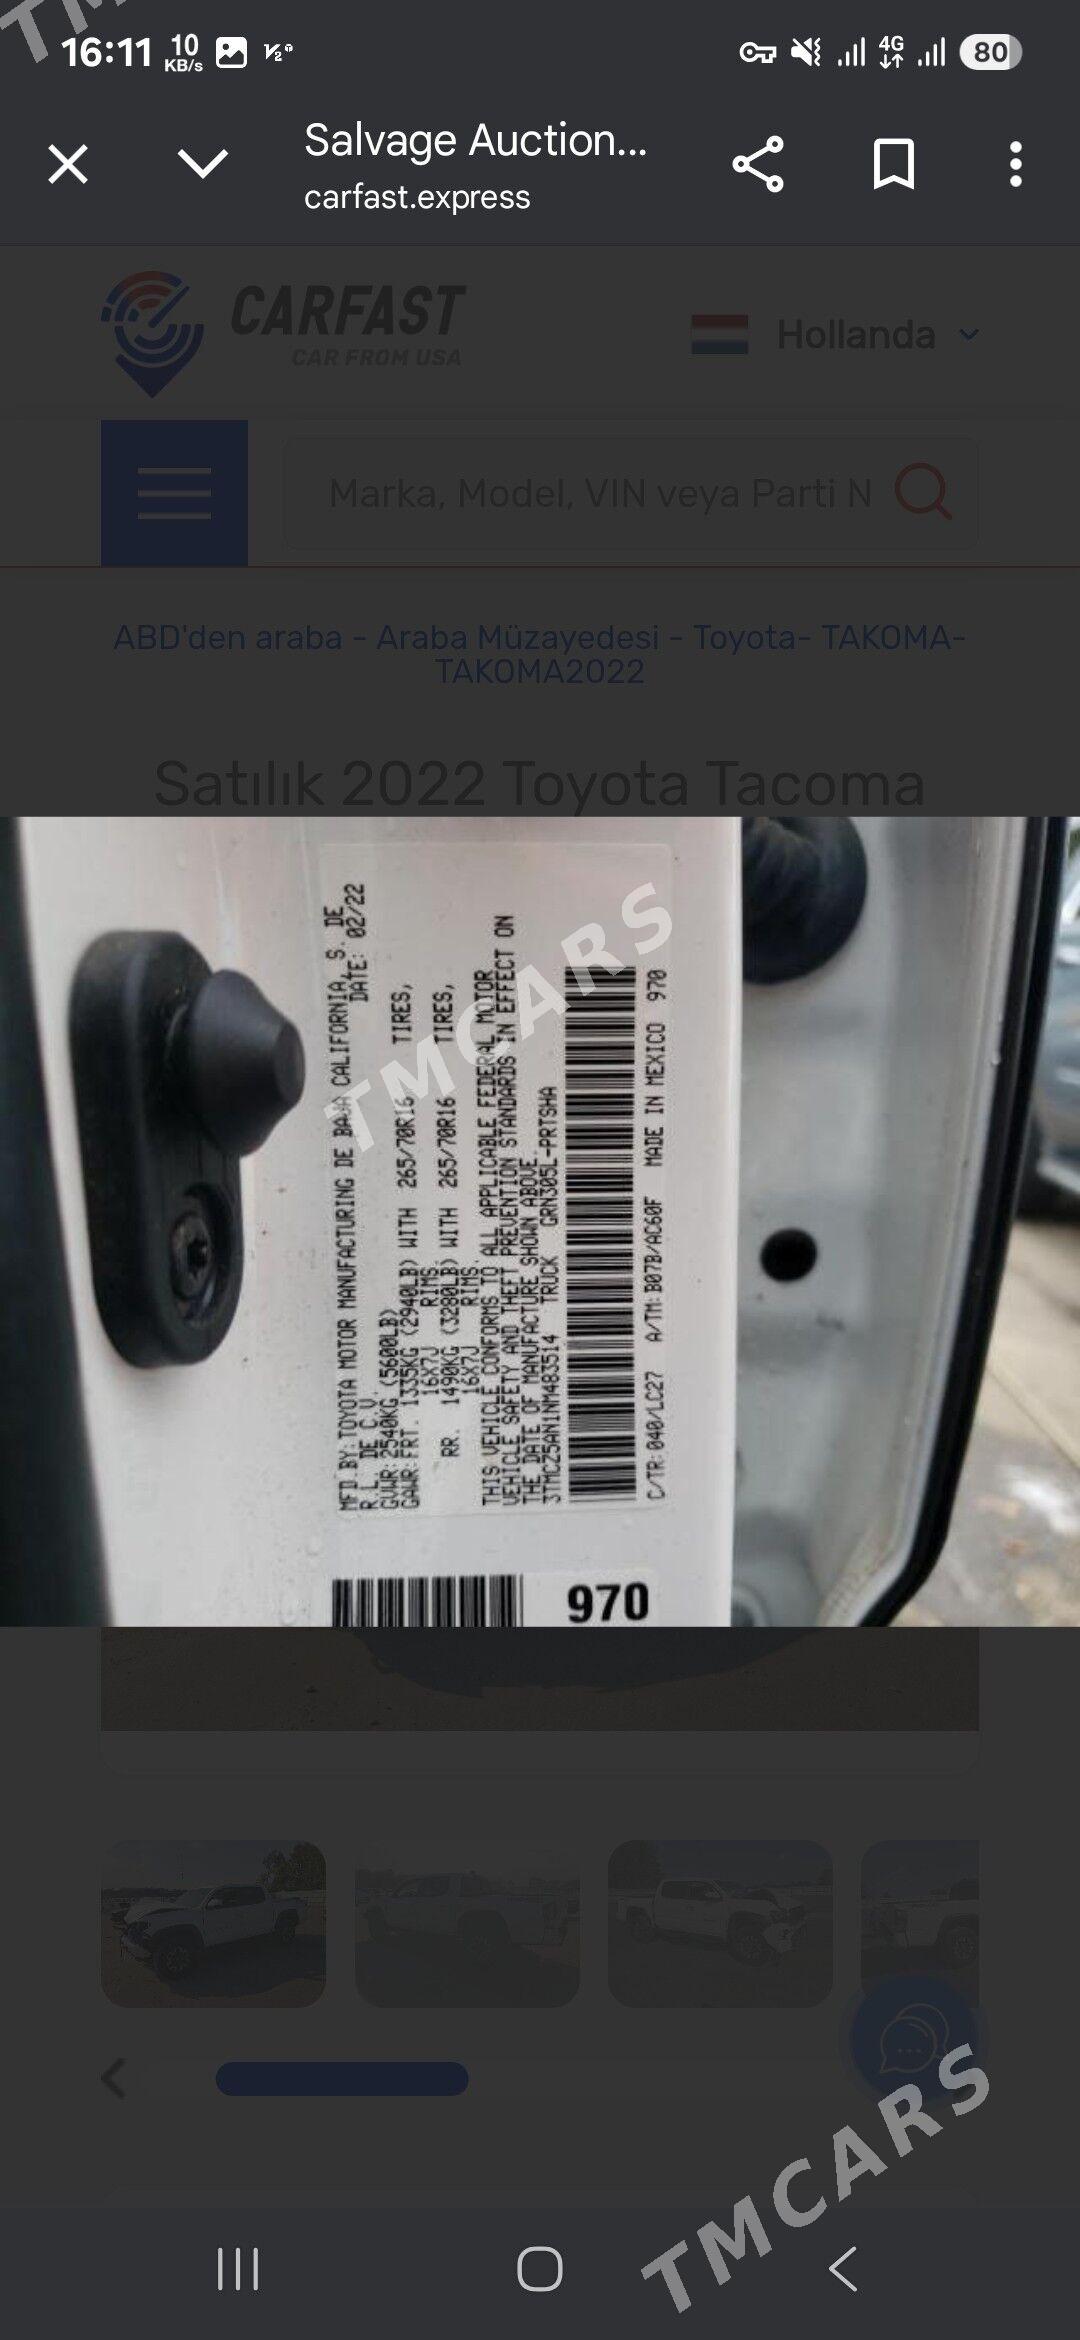 16:11 10 KB/s
4G 80
Salvage Auction...
carfast.express
CARFAST
CAR FROM USA
Hollanda
Marka, Model, VIN veya Parti N
ABD'den araba - Araba Müzayedesi - Toyota- TAKOMA-
TAKOMA2022
Satılık 2022 Toyota Tacoma
MFD.BY:TOYOTA MOTOR MANUFACTURING DE BAJA CALIFORNIA, S. DE
R.L. DE C.V. DATE: 02/22
GVWR:2540KG (5600LB)
GAWR:FRT. 1335KG (2940LB) WITH 265/70R16 TIRES,
16X7J RIMS
RR. 1490KG (3280LB) WITH 265/70R16 TIRES,
16X7J RIMS
THIS VEHICLE CONFORMS TO ALL APPLICABLE FEDERAL MOTOR
VEHICLE SAFETY AND THEFT PREVENTION STANDARDS IN EFFECT ON
THE DATE OF MANUFACTURE SHOWN ABOVE.
3TMCZ5AN1NM483514 TRUCK GRN305L-PRTSHA
C/TR:040/LC27 A/TM:B07B/AC60F MADE IN MEXICO 970
970
TMCARS
TMCARS